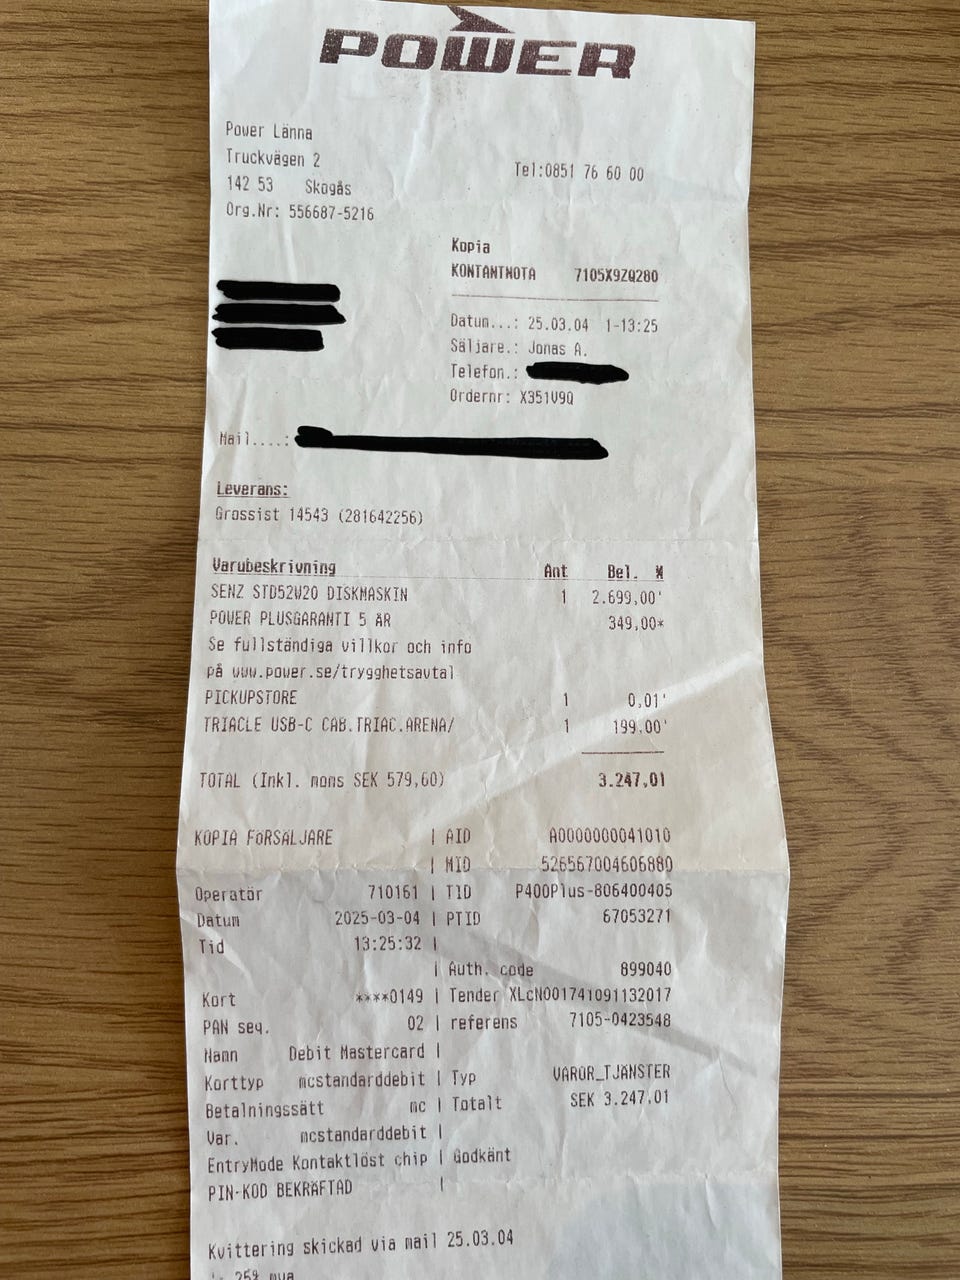 POWER
Power Länna
Truckvägen 2
142 53 Skogås
Org.Nr: 556687-5216
Tel:0851 76 60 00
Kopia
KONTANTNOTA 7105X9ZQ280
Datum...: 25.03.04 1-13:25
Säljare.: Jonas A.
Telefon.:
Ordernr: X351V9Q
Mail....:
Leverans:
Grossist 14543 (281642256)
Varubeskrivning Ant Bel. %
SENZ STD52W20 DISKMASKIN 1 2.699,00'
POWER PLUSGARANTI 5 ÅR 349,00*
Se fullständiga villkor och info
på www.power.se/trygghetsavtal
PICKUPSTORE 1 0,01'
TRIACLE USB-C CAB.TRIAC.ARENA/ 1 199,00'
TOTAL (Inkl. moms SEK 579,60) 3.247,01
KOPIA FÖRSÄLJARE | AID A0000000041010
| MID 526567004606880
Operatör 710161 | TID P400Plus-806400405
Datum 2025-03-04 | PTID 67053271
Tid 13:25:32 |
| Auth. code 899040
Kort ****0149 | Tender XLcN001741091132017
PAN seq. 02 | referens 7105-0423548
Namn Debit Mastercard |
Korttyp mcstandarddebit | Typ VAROR_TJÄNSTER
Betalningssätt mc | Totalt SEK 3.247,01
Var. mcstandarddebit |
EntryMode Kontaktlöst chip | Godkänt
PIN-KOD BEKRÄFTAD |
Kvittering skickad via mail 25.03.04
'= 25% mva